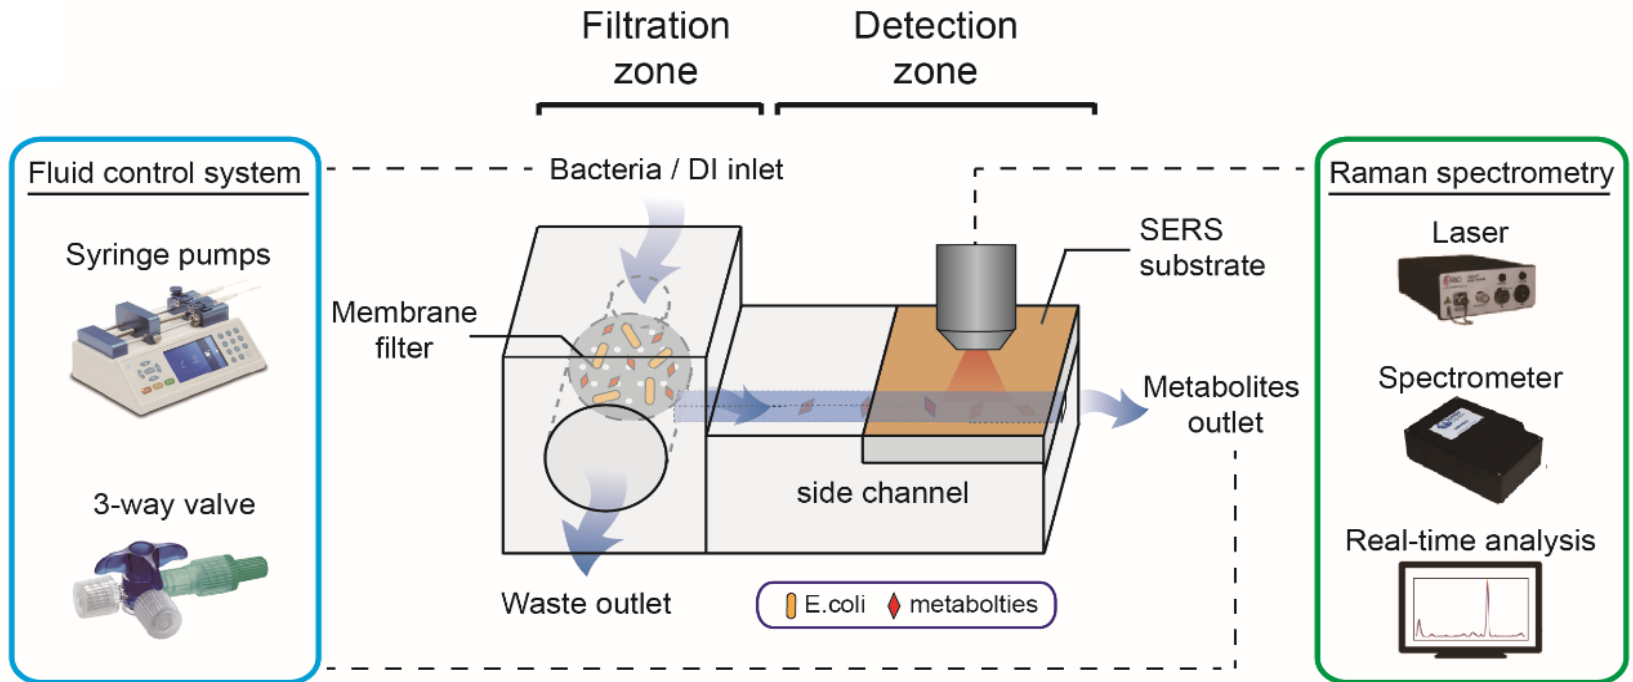 Filtration
zone
Detection
zone
Fluid control system
Syringe pumps
3-way valve
Bacteria / DI inlet
Membrane
filter
Waste outlet
side channel
E.coli
metabolties
SERS
substrate
Metabolites
outlet
Raman spectrometry
Laser
Spectrometer
Real-time analysis